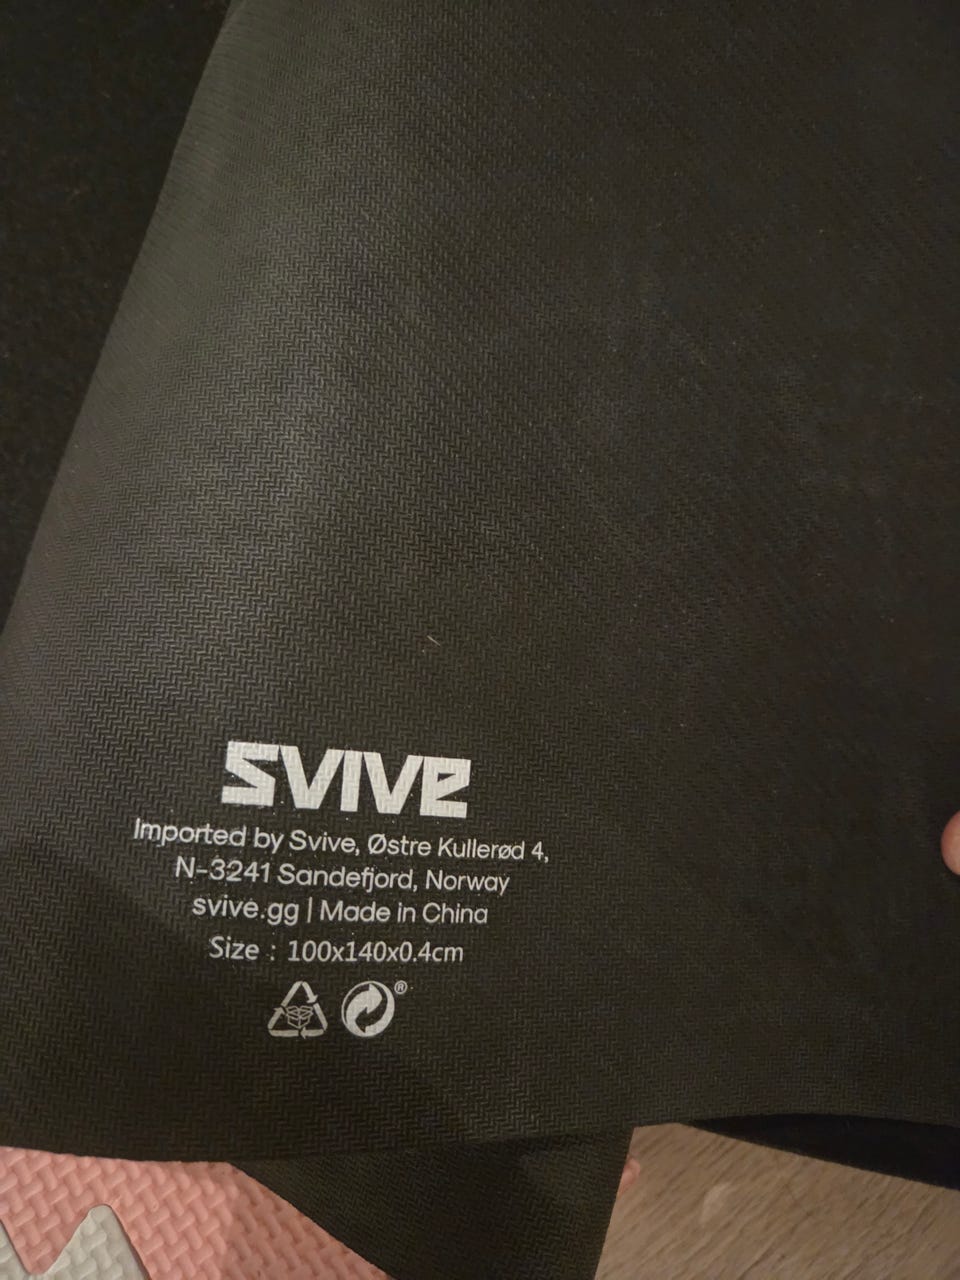 SVIVE
Imported by Svive, Østre Kullerød 4,
N-3241 Sandefjord, Norway
svive.gg | Made in China
Size : 100x140x0.4cm
®